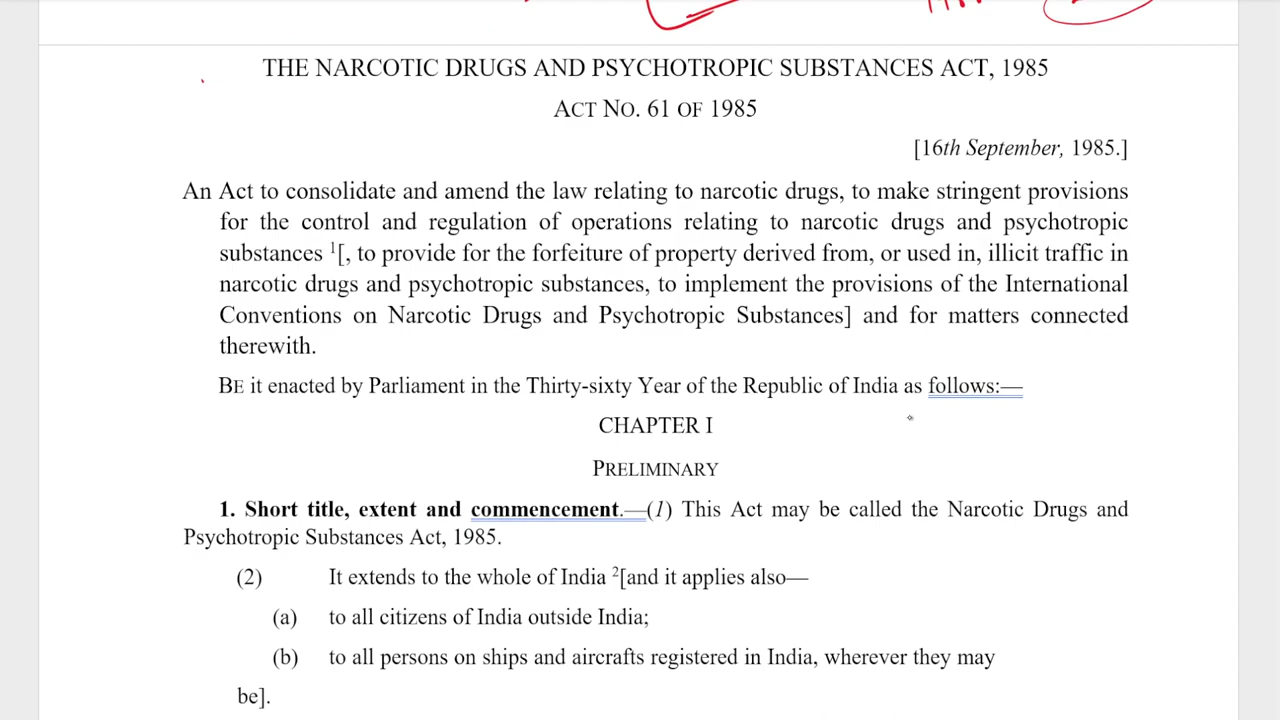 THE NARCOTIC DRUGS AND PSYCHOTROPIC SUBSTANCES ACT, 1985
ACT NO. 61 OF 1985
[16th September, 1985.]
An Act to consolidate and amend the law relating to narcotic drugs, to make stringent provisions
for the control and regulation of operations relating to narcotic drugs and psychotropic
substances 1[, to provide for the forfeiture of property derived from, or used in, illicit traffic in
narcotic drugs and psychotropic substances, to implement the provisions of the International
Conventions on Narcotic Drugs and Psychotropic Substances] and for matters connected
therewith.
BE it enacted by Parliament in the Thirty-sixty Year of the Republic of India as follows:—
CHAPTER I
PRELIMINARY
1. Short title, extent and commencement.—(1) This Act may be called the Narcotic Drugs and
Psychotropic Substances Act, 1985.
(2) It extends to the whole of India 2[and it applies also—
(a) to all citizens of India outside India;
(b) to all persons on ships and aircrafts registered in India, wherever they may
be].